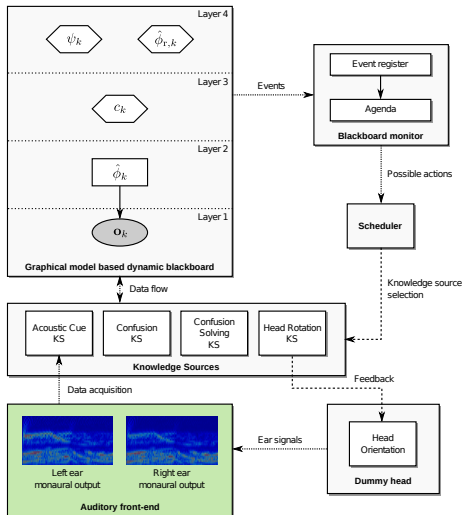 Layer 4
ψ_k
φ̂_{r,k}
Layer 3
c_k
Layer 2
φ̂_k
Layer 1
o_k
Graphical model based dynamic blackboard
Events
Event register
Agenda
Blackboard monitor
Possible actions
Scheduler
Knowledge source
selection
Data flow
Acoustic Cue
KS
Confusion
KS
Confusion
Solving
KS
Head Rotation
KS
Knowledge Sources
Data acquisition
Feedback
Left ear
monaural output
Right ear
monaural output
Auditory front-end
Ear signals
Head
Orientation
Dummy head